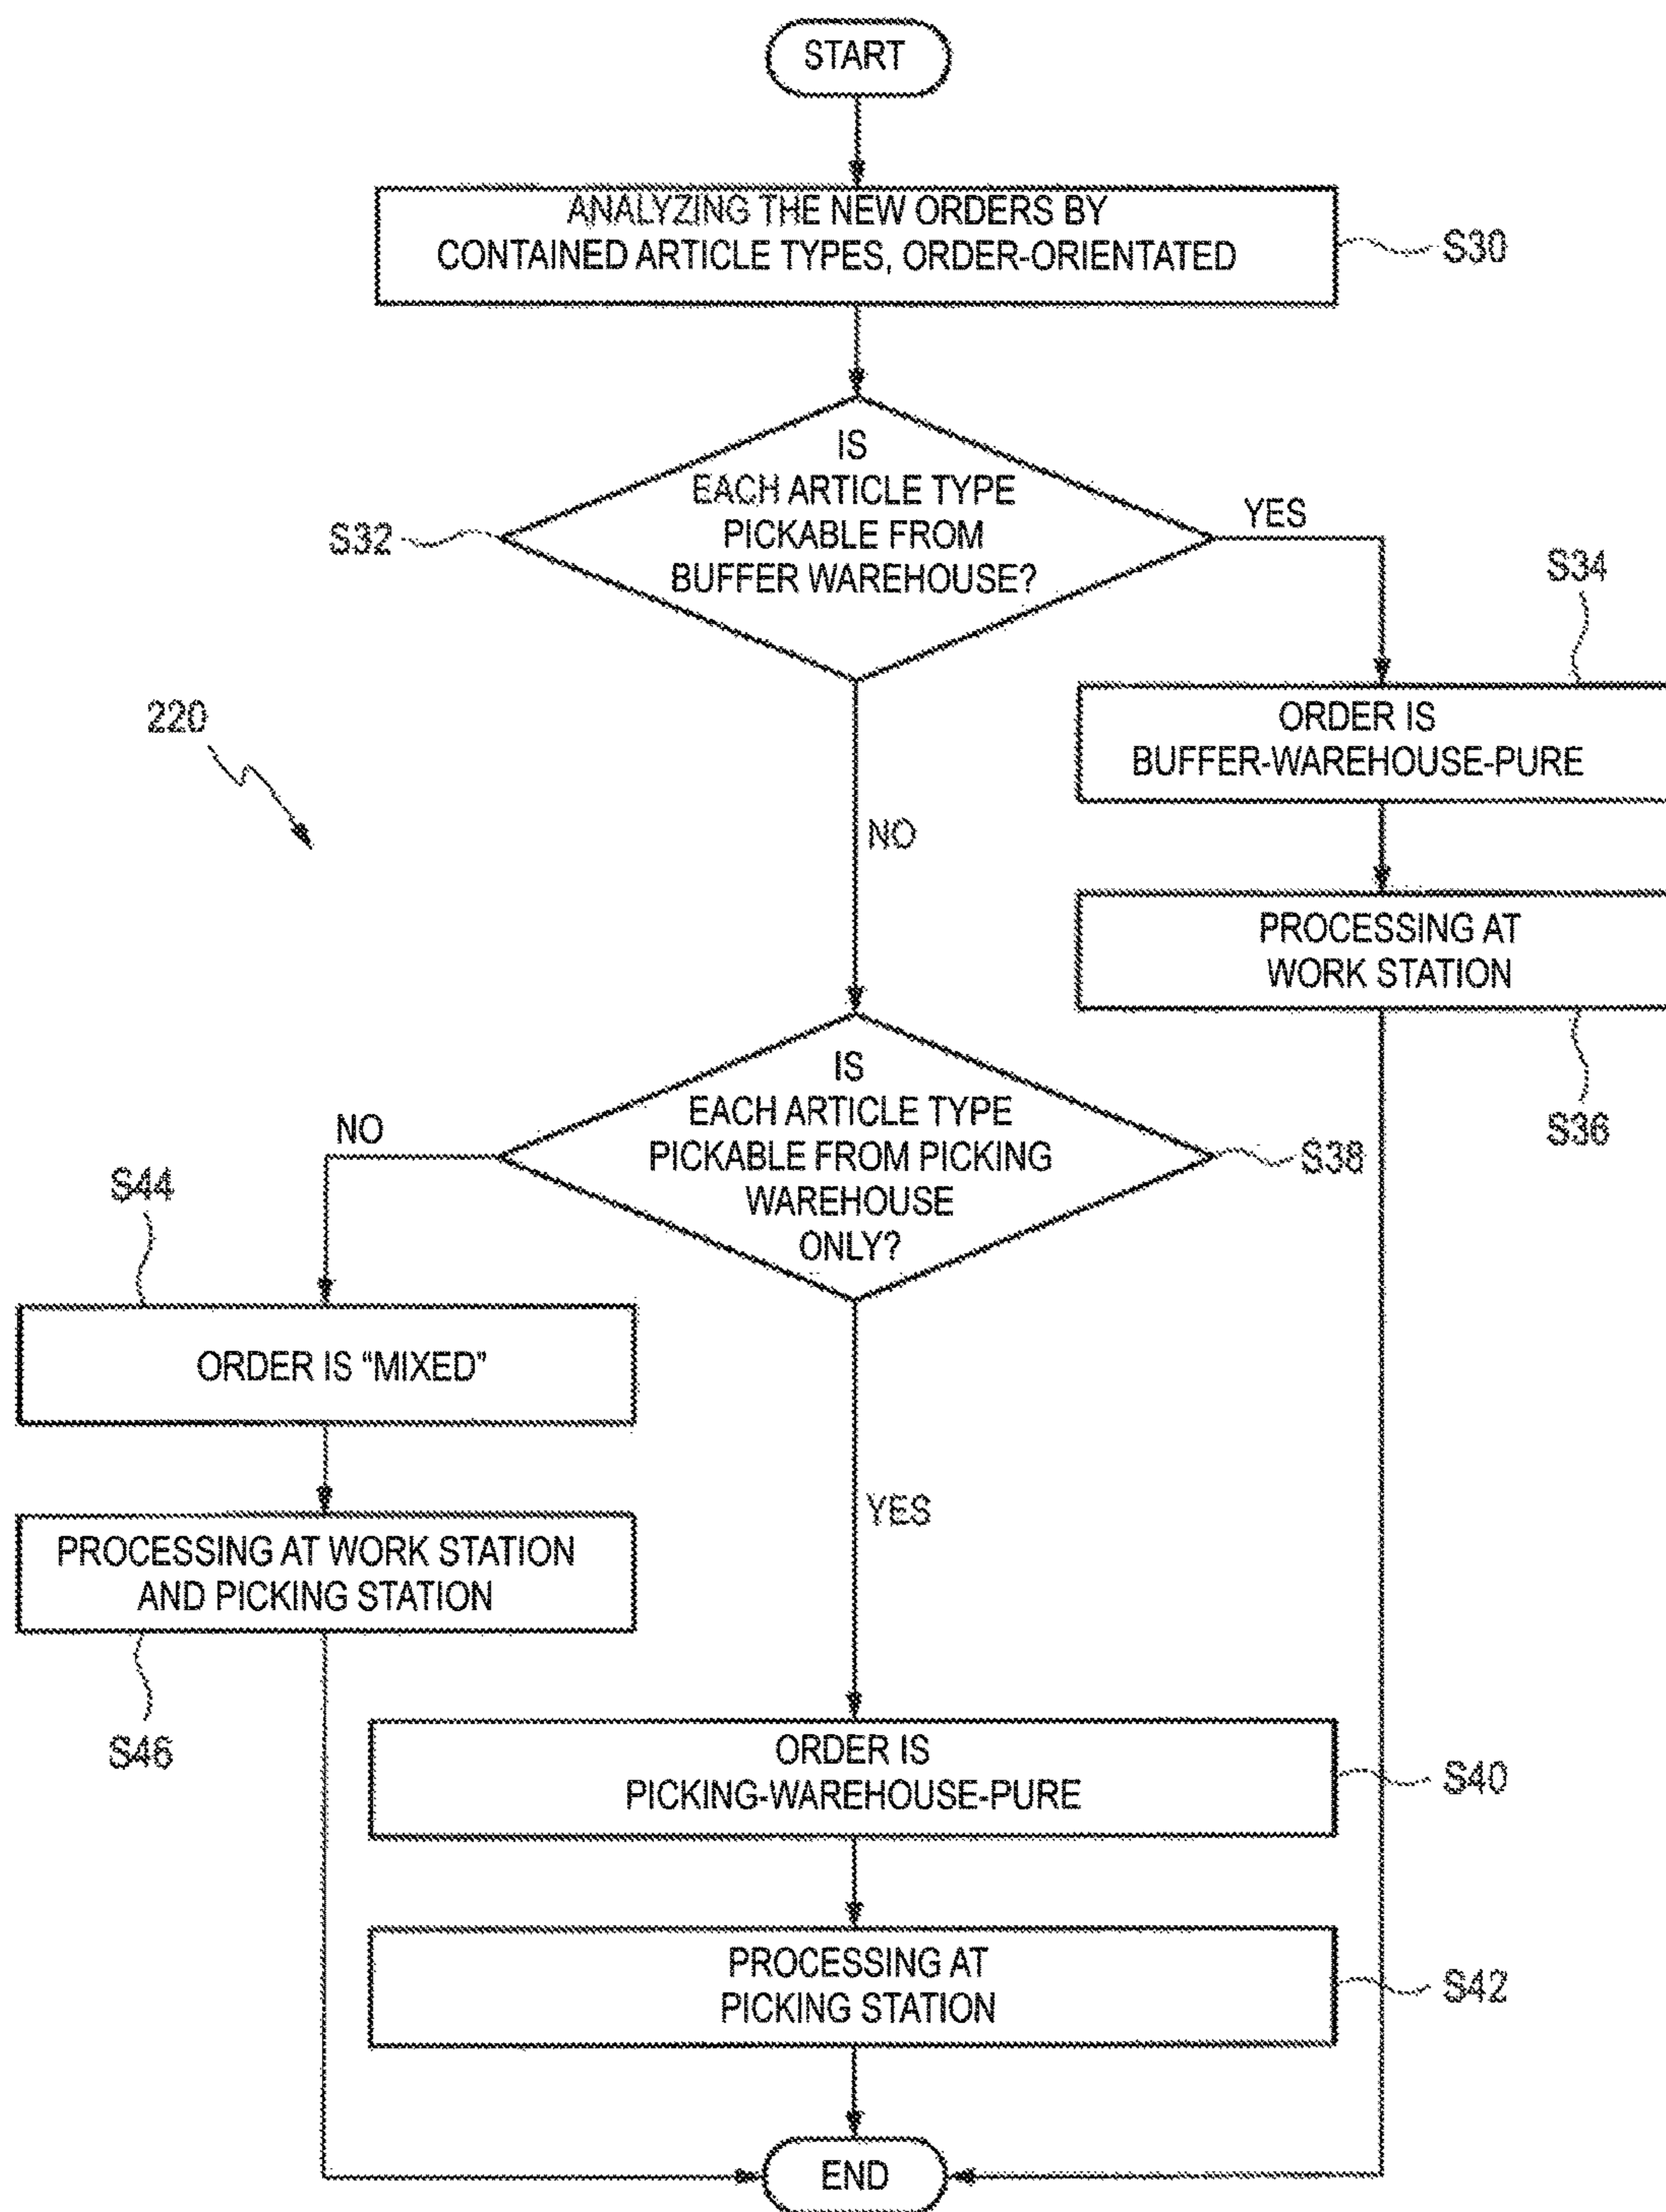 START
ANALYZING THE NEW ORDERS BY
CONTAINED ARTICLE TYPES, ORDER-ORIENTATED
S30
IS
EACH ARTICLE TYPE
PICKABLE FROM
BUFFER WAREHOUSE?
S32
YES
S34
ORDER IS
BUFFER-WAREHOUSE-PURE
220
NO
PROCESSING AT
WORK STATION
S36
IS
EACH ARTICLE TYPE
PICKABLE FROM PICKING
WAREHOUSE
ONLY?
S38
NO
S44
ORDER IS “MIXED”
YES
PROCESSING AT WORK STATION
AND PICKING STATION
S46
ORDER IS
PICKING-WAREHOUSE-PURE
S40
PROCESSING AT
PICKING STATION
S42
END